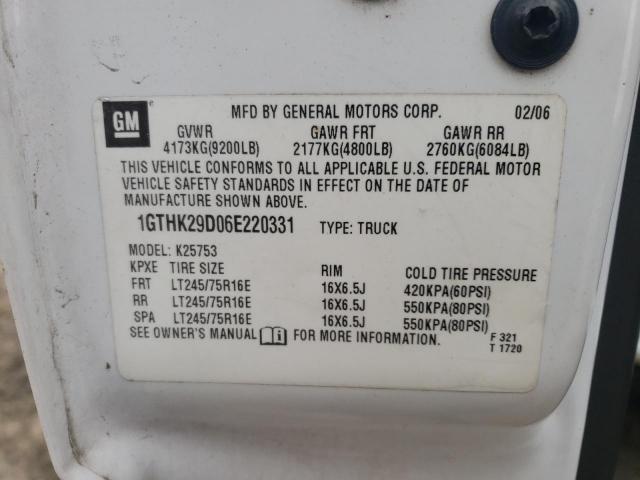 GM
MFD BY GENERAL MOTORS CORP. 02/06
GVWR GAWR FRT GAWR RR
4173KG(9200LB) 2177KG(4800LB) 2760KG(6084LB)
THIS VEHICLE CONFORMS TO ALL APPLICABLE U.S. FEDERAL MOTOR
VEHICLE SAFETY STANDARDS IN EFFECT ON THE DATE OF
MANUFACTURE SHOWN ABOVE.
1GTHK29D06E220331 TYPE: TRUCK
MODEL: K25753
KPXE TIRE SIZE RIM COLD TIRE PRESSURE
FRT LT245/75R16E 16X6.5J 420KPA(60PSI)
RR LT245/75R16E 16X6.5J 550KPA(80PSI)
SPA LT245/75R16E 16X6.5J 550KPA(80PSI)
SEE OWNER'S MANUAL FOR MORE INFORMATION. F 321
T 1720